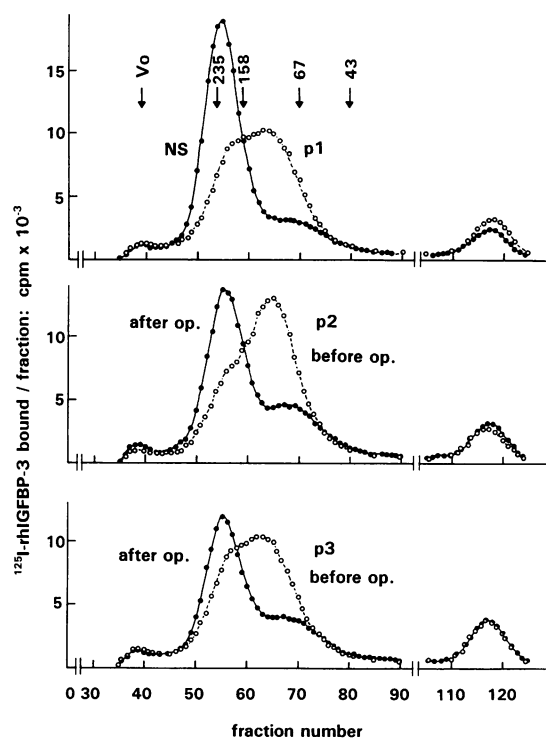 ¹²⁵I-rhIGFBP-3 bound / fraction: cpm x 10⁻³
15
10
5
Vo
235
158
67
43
NS
p1
10
5
after op.
p2
before op.
10
5
after op.
p3
before op.
0 30 40 50 60 70 80 90 110 120
fraction number